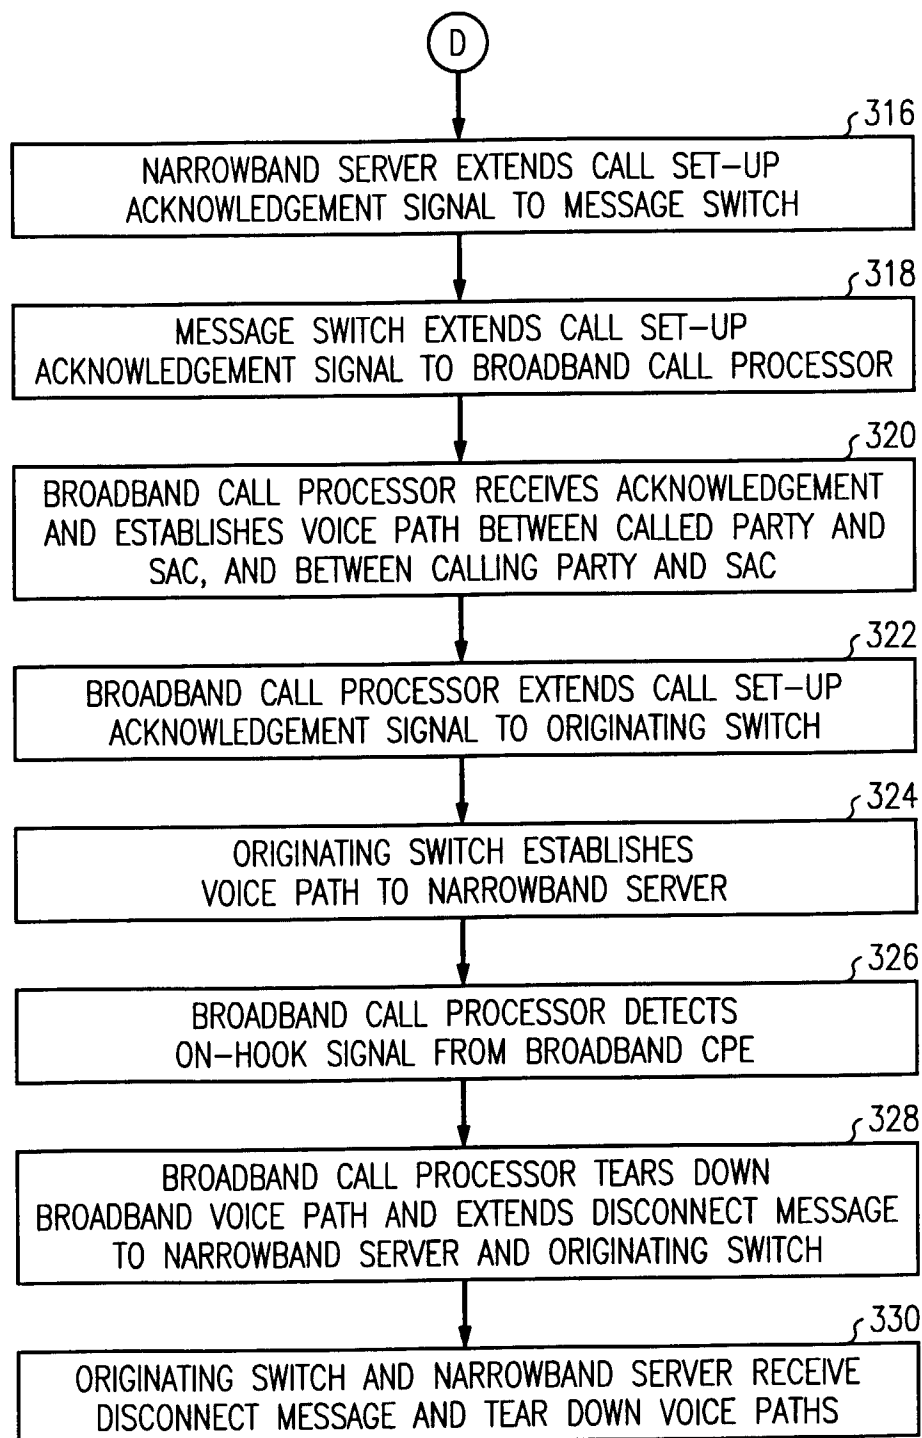 D
316
NARROWBAND SERVER EXTENDS CALL SET-UP
ACKNOWLEDGEMENT SIGNAL TO MESSAGE SWITCH
318
MESSAGE SWITCH EXTENDS CALL SET-UP
ACKNOWLEDGEMENT SIGNAL TO BROADBAND CALL PROCESSOR
320
BROADBAND CALL PROCESSOR RECEIVES ACKNOWLEDGEMENT
AND ESTABLISHES VOICE PATH BETWEEN CALLED PARTY AND
SAC, AND BETWEEN CALLING PARTY AND SAC
322
BROADBAND CALL PROCESSOR EXTENDS CALL SET-UP
ACKNOWLEDGEMENT SIGNAL TO ORIGINATING SWITCH
324
ORIGINATING SWITCH ESTABLISHES
VOICE PATH TO NARROWBAND SERVER
326
BROADBAND CALL PROCESSOR DETECTS
ON-HOOK SIGNAL FROM BROADBAND CPE
328
BROADBAND CALL PROCESSOR TEARS DOWN
BROADBAND VOICE PATH AND EXTENDS DISCONNECT MESSAGE
TO NARROWBAND SERVER AND ORIGINATING SWITCH
330
ORIGINATING SWITCH AND NARROWBAND SERVER RECEIVE
DISCONNECT MESSAGE AND TEAR DOWN VOICE PATHS